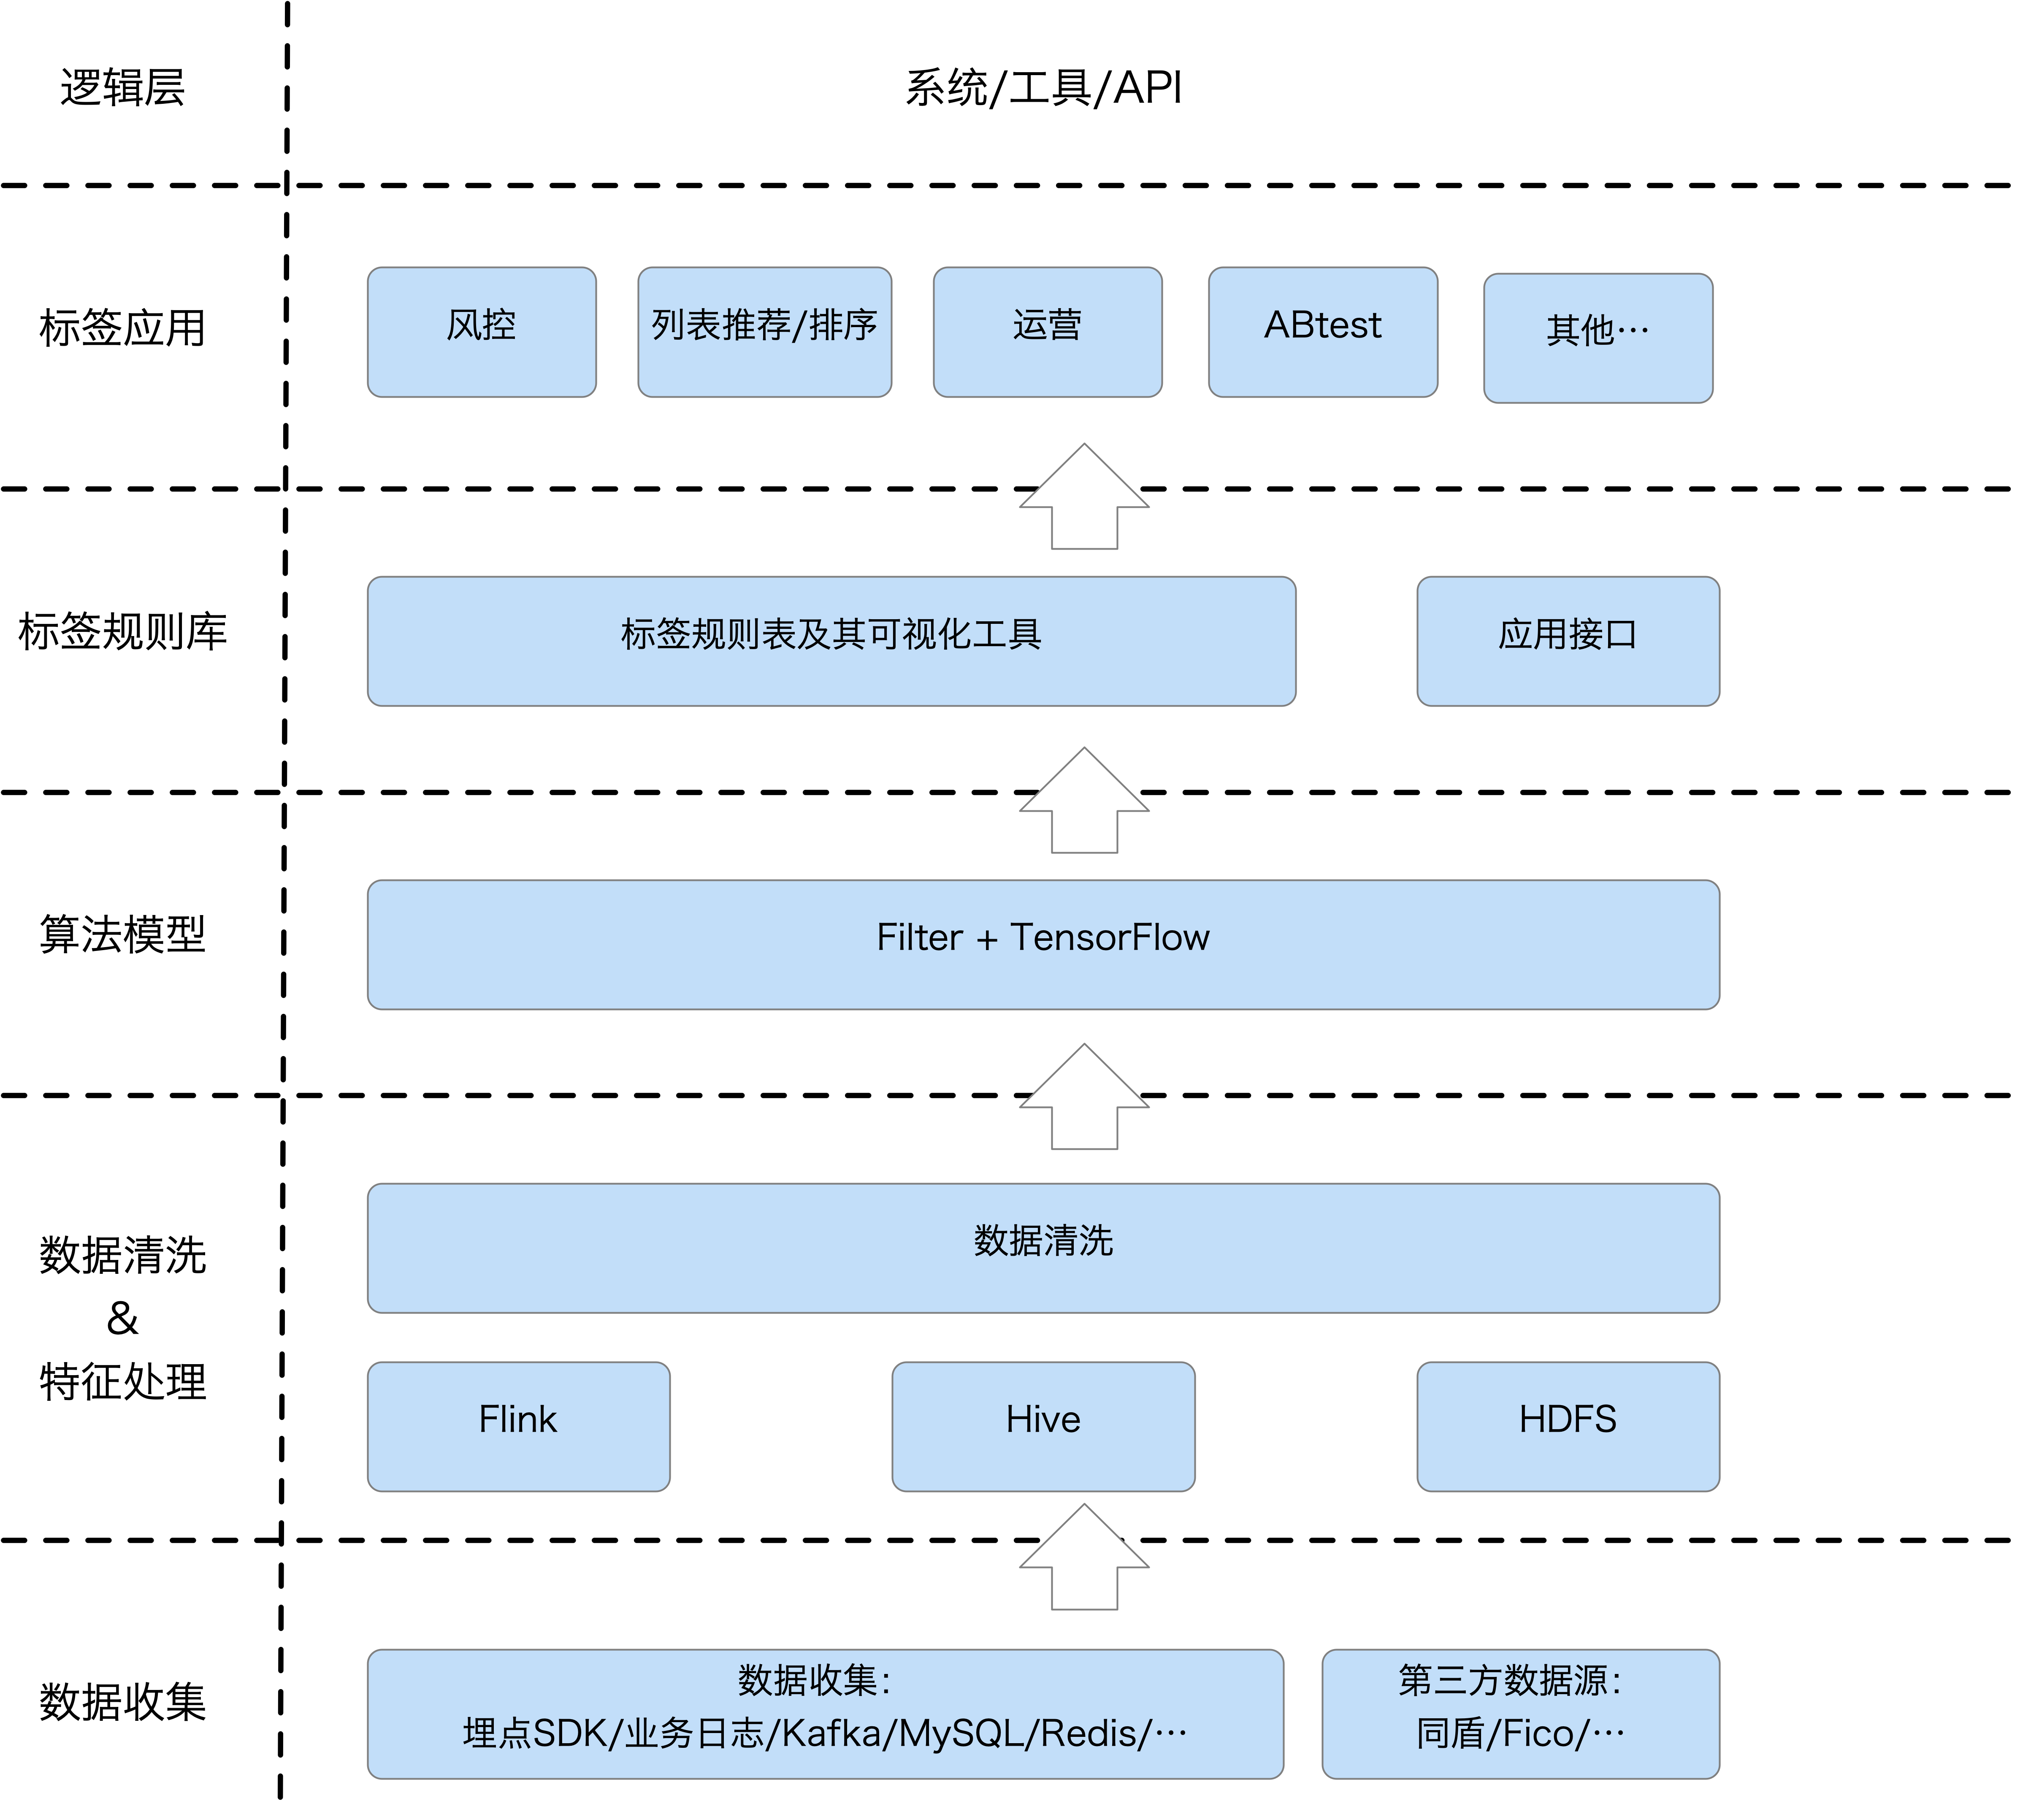 逻辑层
系统/工具/API
标签应用
风控
列表推荐/排序
运营
ABtest
其他…
标签规则库
标签规则表及其可视化工具
应用接口
算法模型
Filter + TensorFlow
数据清洗
&
特征处理
数据清洗
Flink
Hive
HDFS
数据收集
数据收集：
埋点SDK/业务日志/Kafka/MySQL/Redis/…
第三方数据源：
同盾/Fico/…